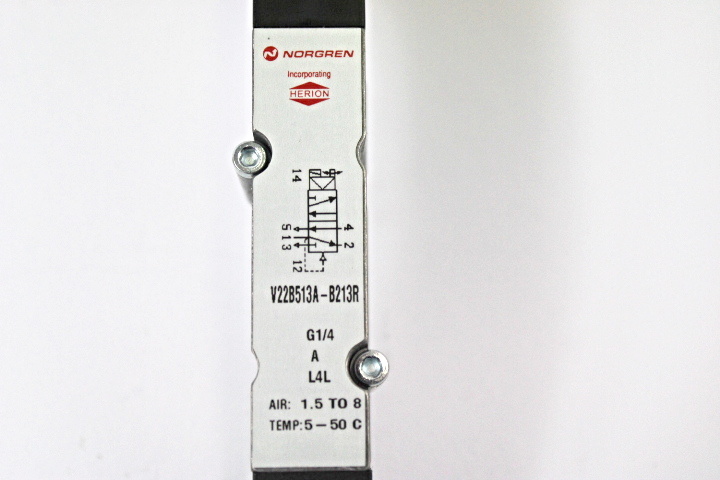 NORGREN
Incorporating
HERION
14
5 1 3
4 2
12
V22B513A-B213R
G1/4
A
L4L
AIR: 1.5 TO 8
TEMP:5-50 C